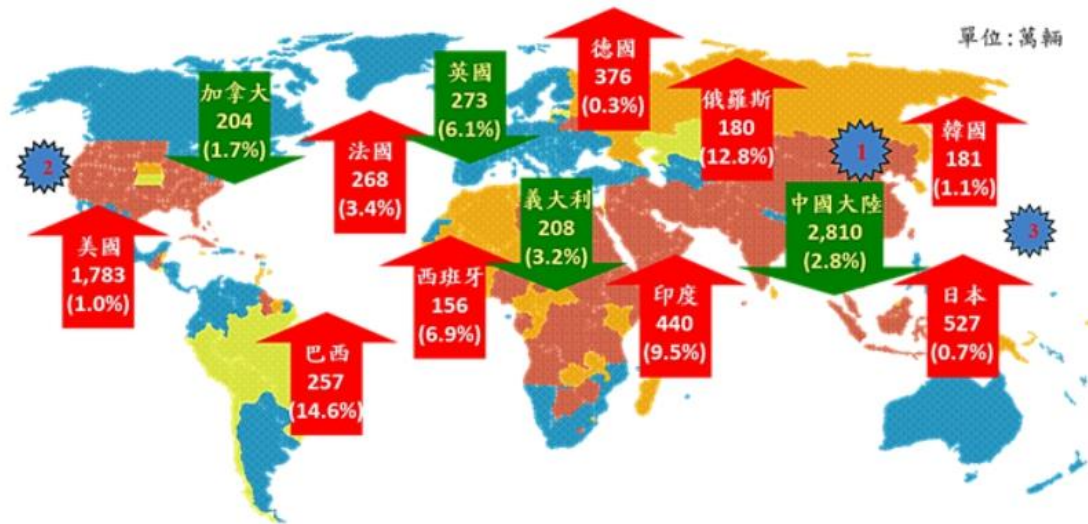 單位:萬輛
德國
376
(0.3%)
英國
273
(6.1%)
加拿大
204
(1.7%)
俄羅斯
180
(12.8%)
韓國
181
(1.1%)
法國
268
(3.4%)
1
2
3
義大利
208
(3.2%)
中國大陸
2,810
(2.8%)
美國
1,783
(1.0%)
西班牙
156
(6.9%)
印度
440
(9.5%)
日本
527
(0.7%)
巴西
257
(14.6%)